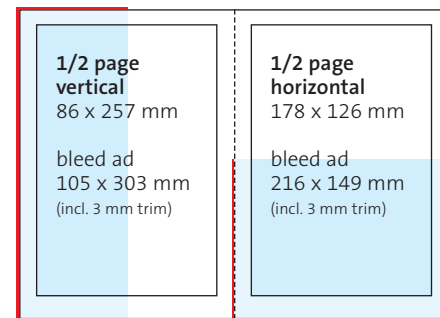 1/2 page
vertical
86 x 257 mm
bleed ad
105 x 303 mm
(incl. 3 mm trim)
1/2 page
horizontal
178 x 126 mm
bleed ad
216 x 149 mm
(incl. 3 mm trim)